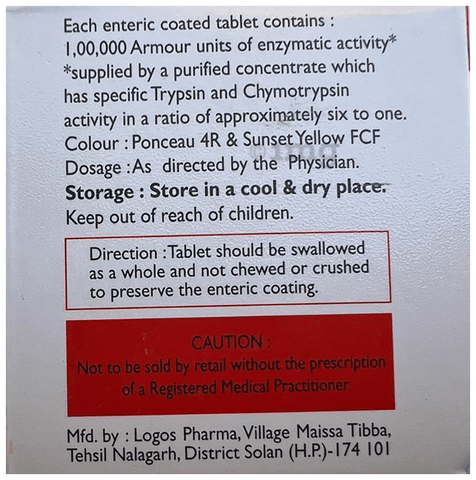 Each enteric coated tablet contains :
1,00,000 Armour units of enzymatic activity*
*supplied by a purified concentrate which
has specific Trypsin and Chymotrypsin
activity in a ratio of approximately six to one.
Colour : Ponceau 4R & Sunset Yellow FCF
Dosage :As directed by the Physician.
Storage : Store in a cool & dry place.
Keep out of reach of children.
Direction :Tablet should be swallowed
as a whole and not chewed or crushed
to preserve the enteric coating.
CAUTION :
Not to be sold by retail without the prescription
of a Registered Medical Practitioner.
Mfd. by : Logos Pharma, Village Maissa Tibba,
Tehsil Nalagarh, District Solan (H.P.)-174 101